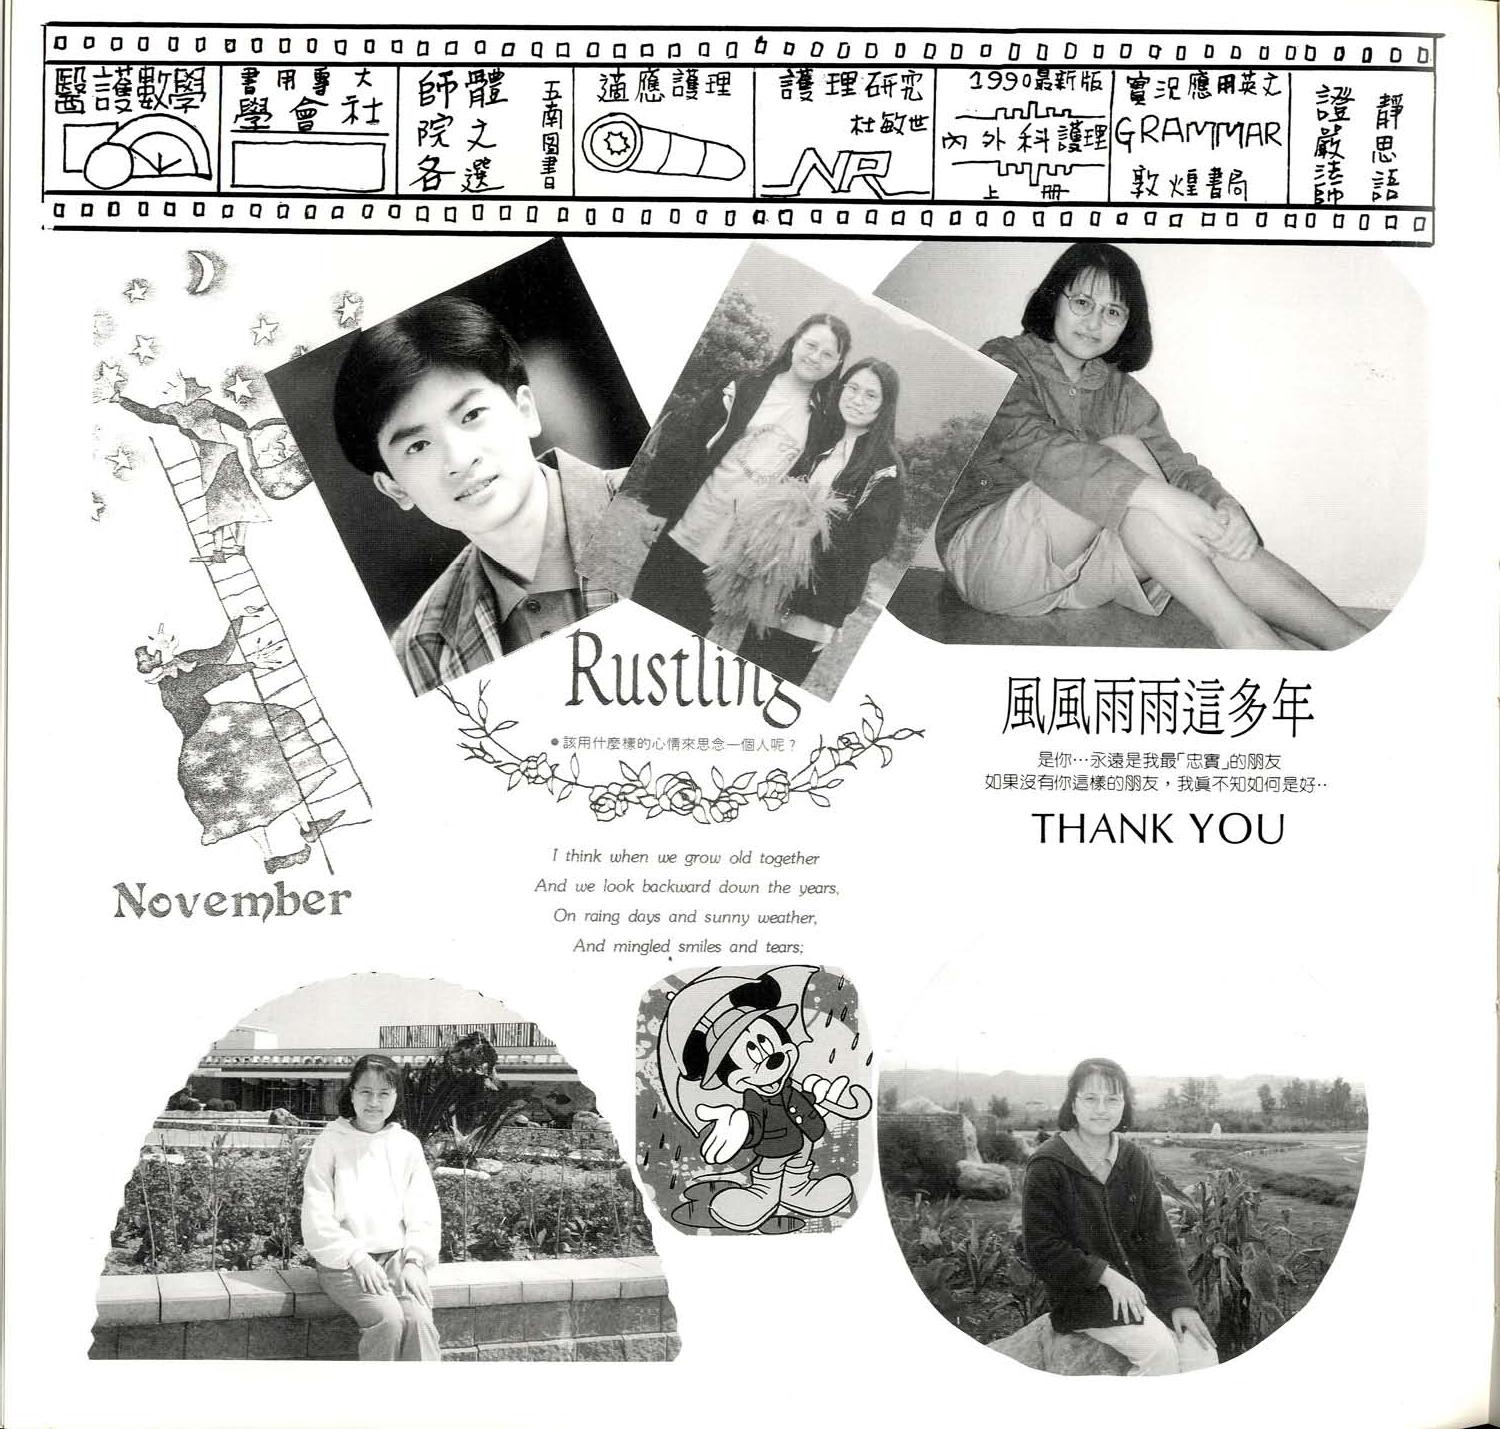 醫護數學
大專用書
社會學
師院
各體文選
五南圖書
適應護理
護理研究
杜敏世
NR
1990最新版
內外科護理
上冊
實況應用英文
GRAMMAR
敦煌書局
靜思語
證嚴法師
Rustling
●該用什麼樣的心情來思念一個人呢？
風風雨雨這多年
是你…永遠是我最「忠實」的朋友
如果沒有你這樣的朋友，我真不知如何是好‥
THANK YOU
I think when we grow old together
And we look backward down the years,
On raing days and sunny weather,
And mingled smiles and tears;
November